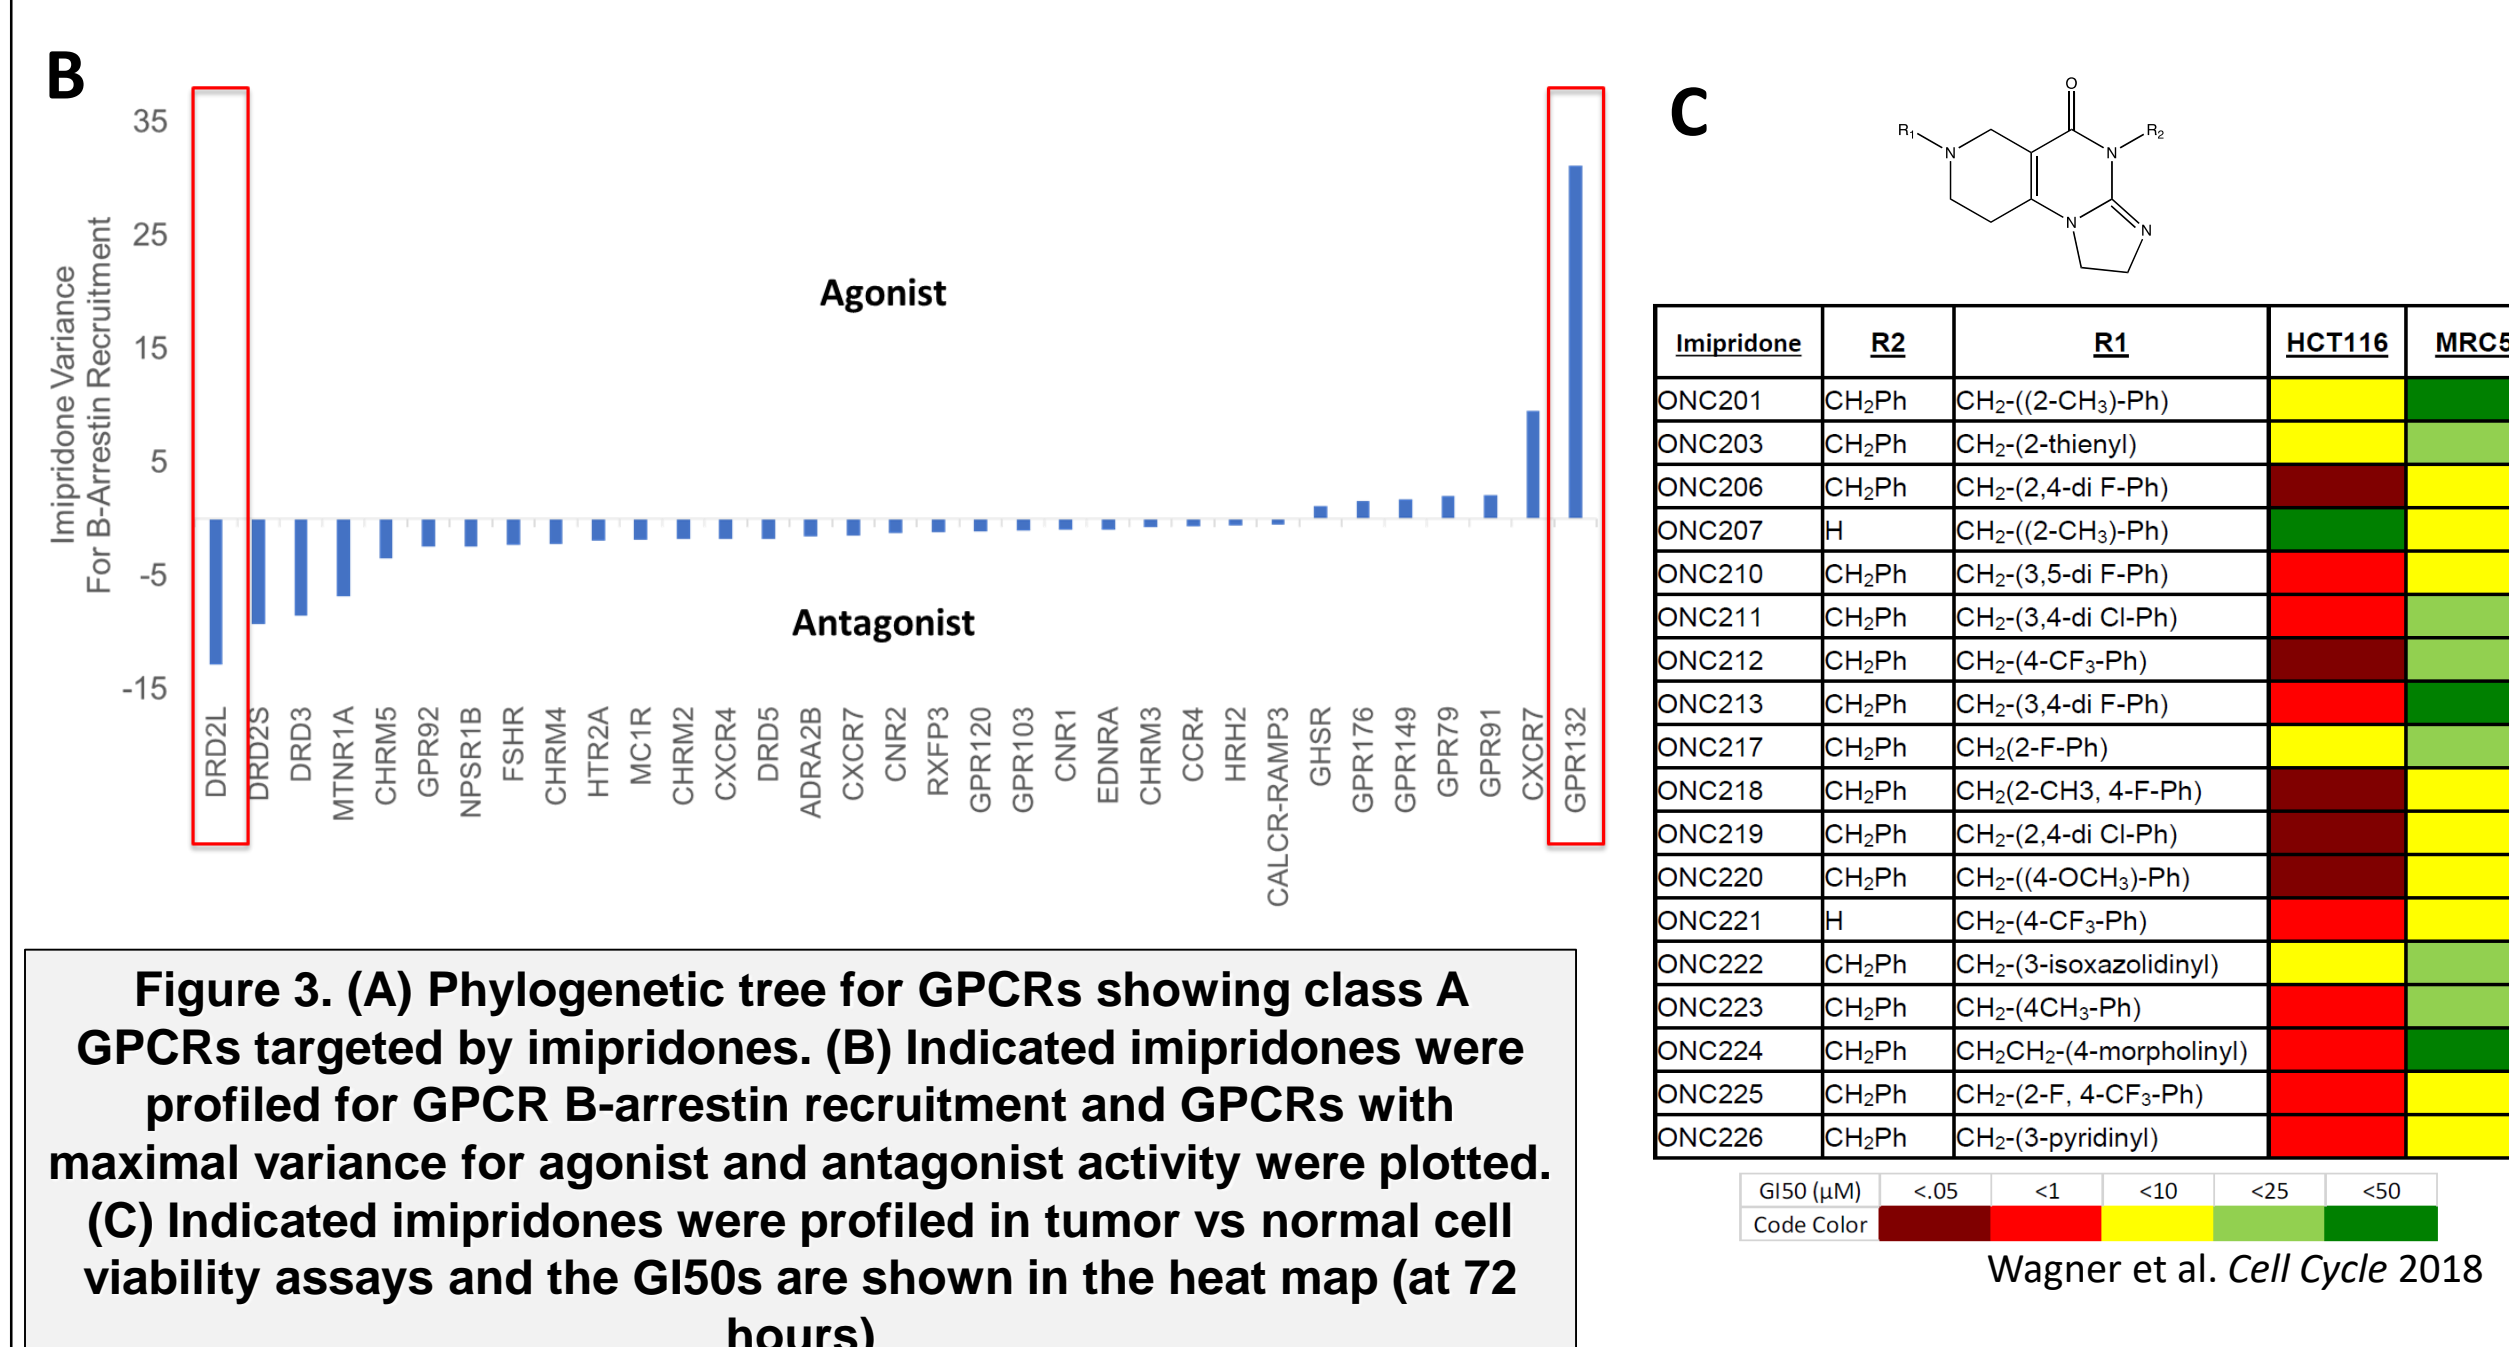 B
35
25
15
5
-5
-15
Imipridone Variance
For B-Arrestin Recruitment
Agonist
Antagonist
DRD2L
DRD2S
DRD3
MTNR1A
CHRM5
GPR92
NPSR1B
FSHR
CHRM4
HTR2A
MC1R
CHRM2
CXCR4
DRD5
ADRA2B
CXCR7
CNR2
RXFP3
GPR120
GPR103
CNR1
EDNRA
CHRM3
CCR4
HRH2
CALCR-RAMP3
GHSR
GPR176
GPR149
GPR79
GPR91
CXCR7
GPR132
Figure 3. (A) Phylogenetic tree for GPCRs showing class A
GPCRs targeted by imipridones. (B) Indicated imipridones were
profiled for GPCR B-arrestin recruitment and GPCRs with
maximal variance for agonist and antagonist activity were plotted.
(C) Indicated imipridones were profiled in tumor vs normal cell
viability assays and the GI50s are shown in the heat map (at 72
hours)
C
O
R₁ N N R₂
N N
Imipridone R2 R1 HCT116 MRC5
ONC201 CH₂Ph CH₂-((2-CH₃)-Ph)
ONC203 CH₂Ph CH₂-(2-thienyl)
ONC206 CH₂Ph CH₂-(2,4-di F-Ph)
ONC207 H CH₂-((2-CH₃)-Ph)
ONC210 CH₂Ph CH₂-(3,5-di F-Ph)
ONC211 CH₂Ph CH₂-(3,4-di Cl-Ph)
ONC212 CH₂Ph CH₂-(4-CF₃-Ph)
ONC213 CH₂Ph CH₂-(3,4-di F-Ph)
ONC217 CH₂Ph CH₂(2-F-Ph)
ONC218 CH₂Ph CH₂(2-CH3, 4-F-Ph)
ONC219 CH₂Ph CH₂-(2,4-di Cl-Ph)
ONC220 CH₂Ph CH₂-((4-OCH₃)-Ph)
ONC221 H CH₂-(4-CF₃-Ph)
ONC222 CH₂Ph CH₂-(3-isoxazolidinyl)
ONC223 CH₂Ph CH₂-(4CH₃-Ph)
ONC224 CH₂Ph CH₂CH₂-(4-morpholinyl)
ONC225 CH₂Ph CH₂-(2-F, 4-CF₃-Ph)
ONC226 CH₂Ph CH₂-(3-pyridinyl)
GI50 (µM) <.05 <1 <10 <25 <50
Code Color
Wagner et al. Cell Cycle 2018